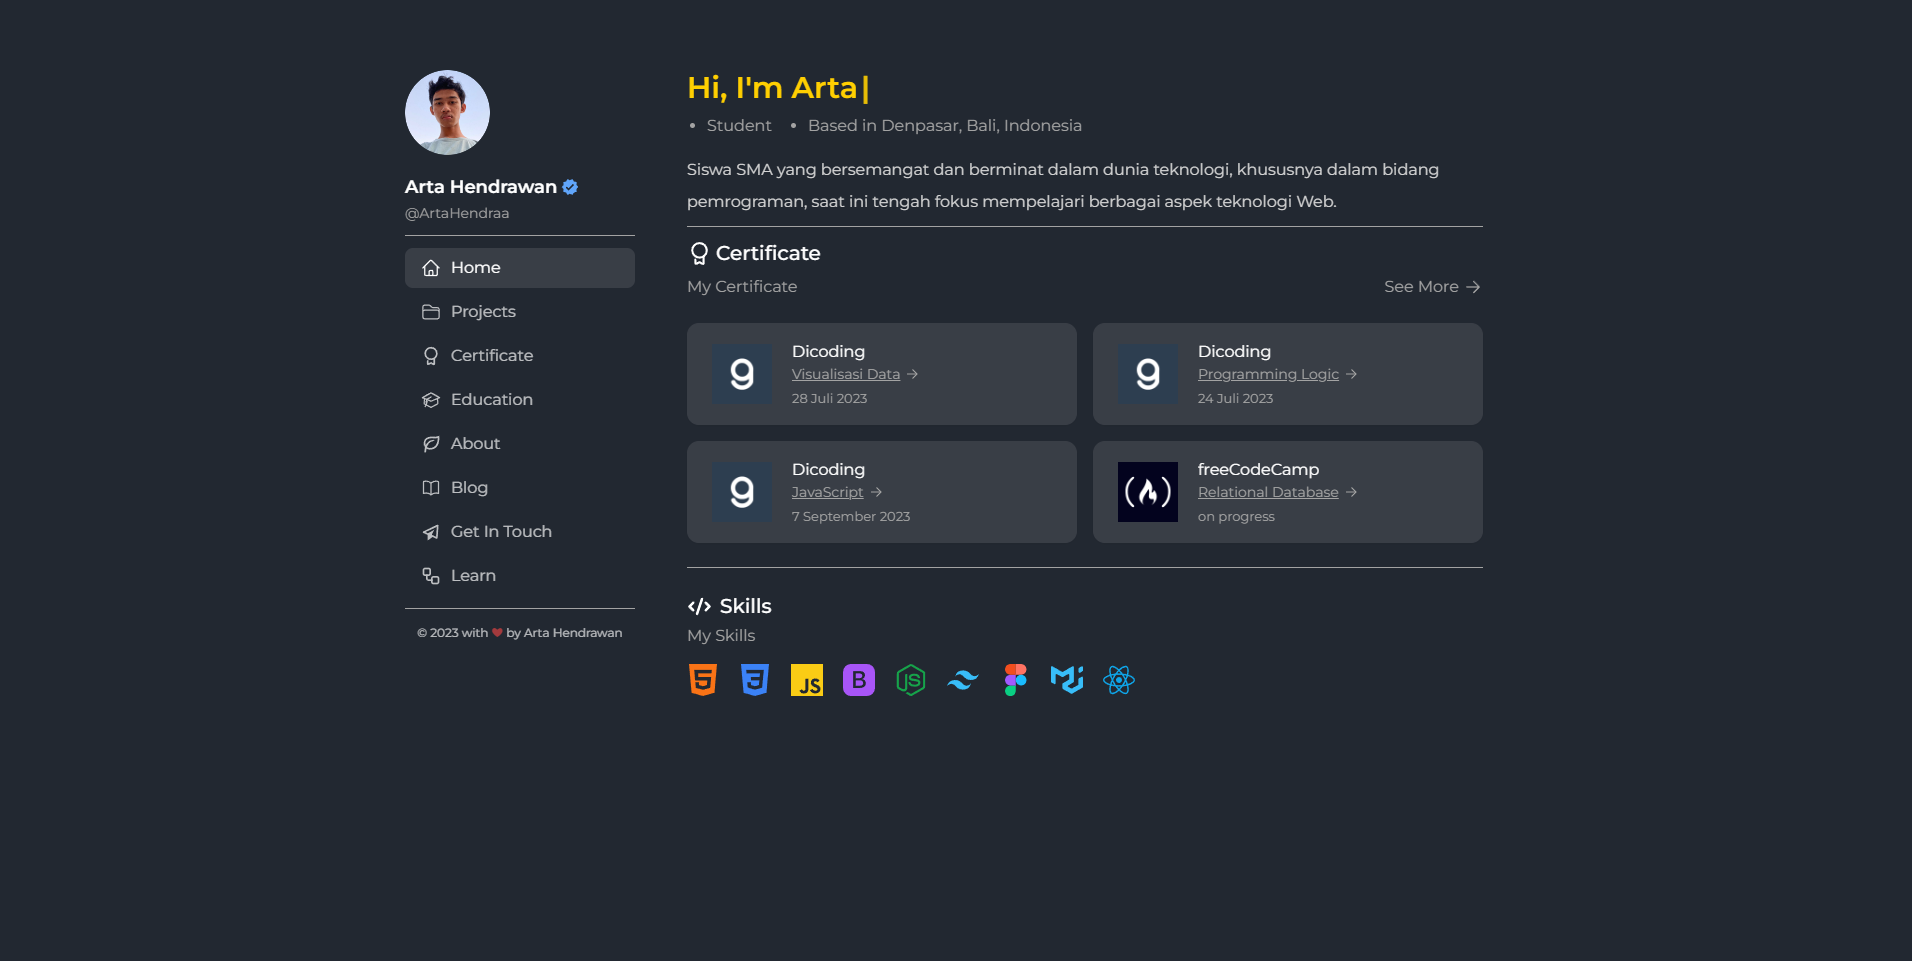 Arta Hendrawan
@ArtaHendraa
Home
Projects
Certificate
Education
About
Blog
Get In Touch
Learn
© 2023 with ❤ by Arta Hendrawan
Hi, I'm Arta|
• Student • Based in Denpasar, Bali, Indonesia
Siswa SMA yang bersemangat dan berminat dalam dunia teknologi, khususnya dalam bidang
pemrograman, saat ini tengah fokus mempelajari berbagai aspek teknologi Web.
Certificate
My Certificate
See More →
Dicoding
Visualisasi Data →
28 Juli 2023
Dicoding
Programming Logic →
24 Juli 2023
Dicoding
JavaScript →
7 September 2023
freeCodeCamp
Relational Database →
on progress
Skills
My Skills
5
3
JS
B
JS